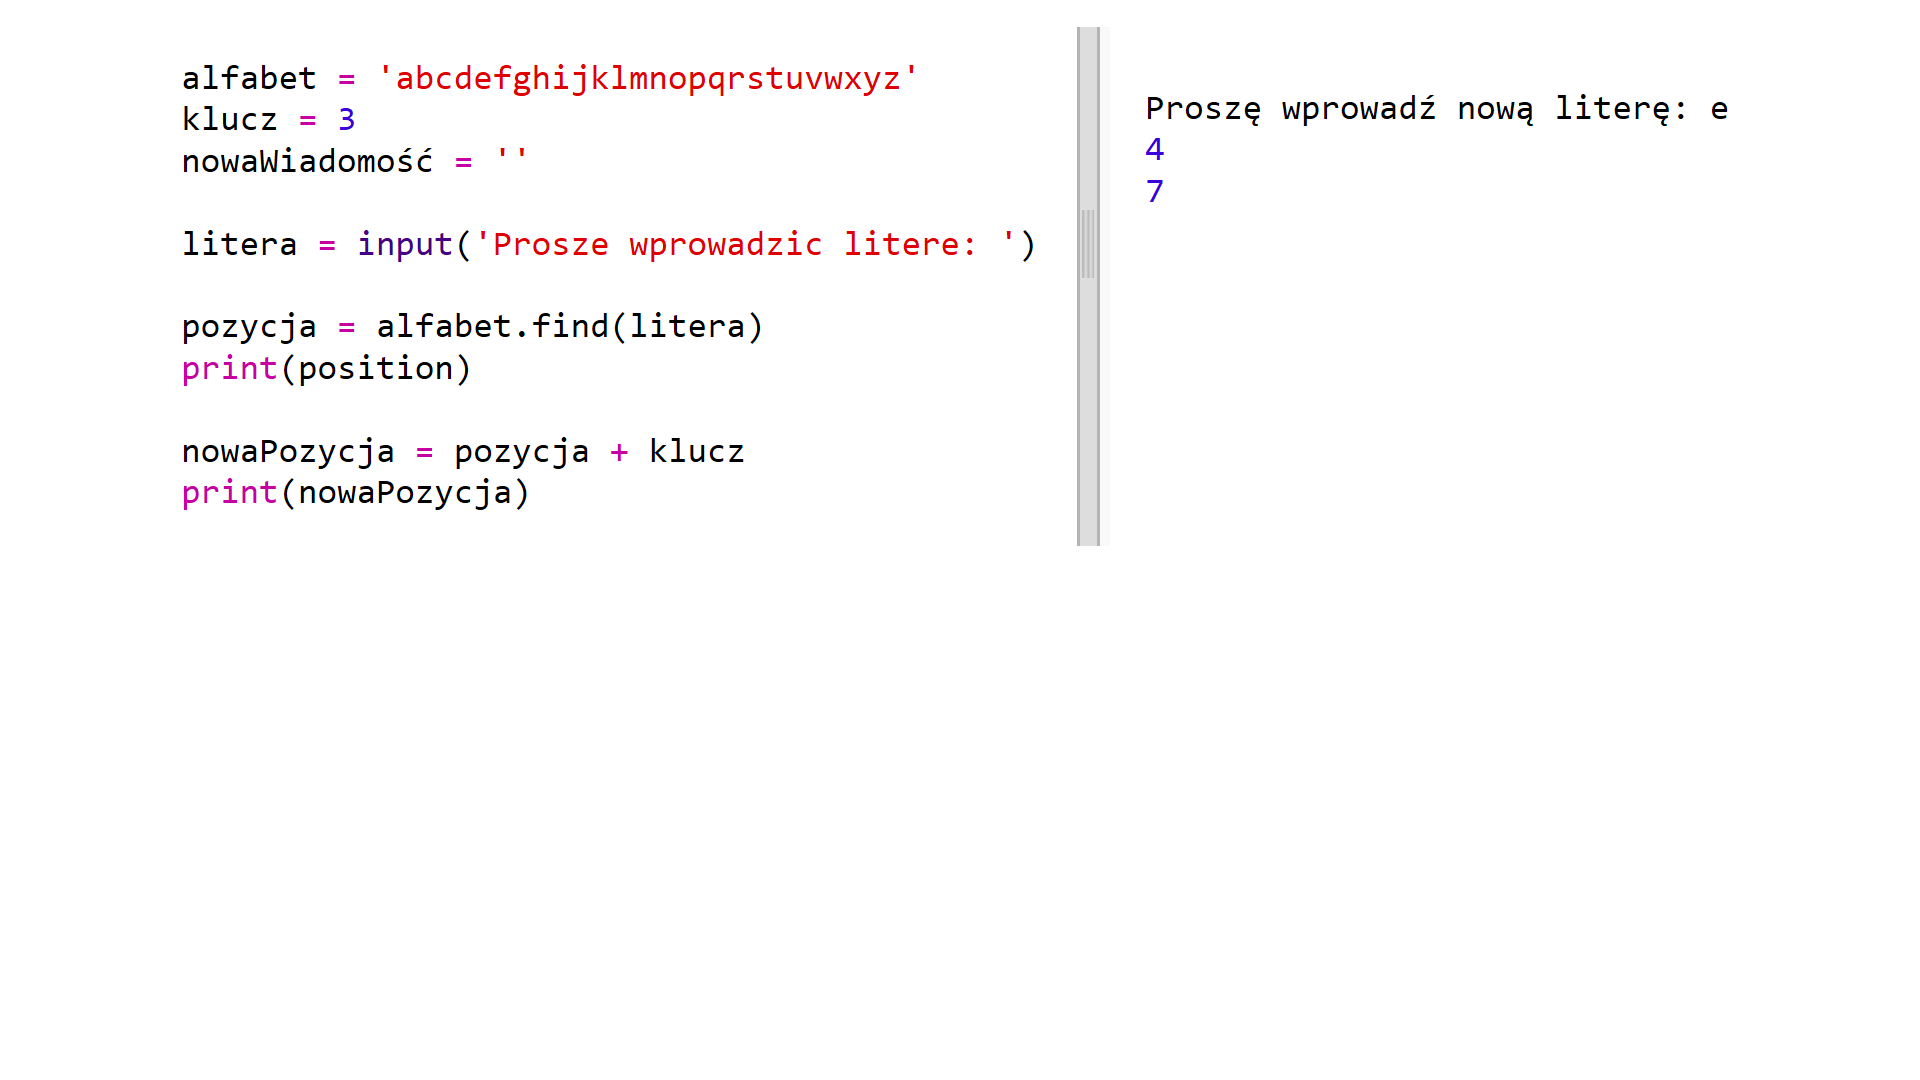 alfabet = 'abcdefghijklmnopqrstuvwxyz'
klucz = 3
nowaWiadomość = ''
litera = input('Prosze wprowadzic litere: ')
pozycja = alfabet.find(litera)
print(position)
nowaPozycja = pozycja + klucz
print(nowaPozycja)
Proszę wprowadź nową literę: e
4
7